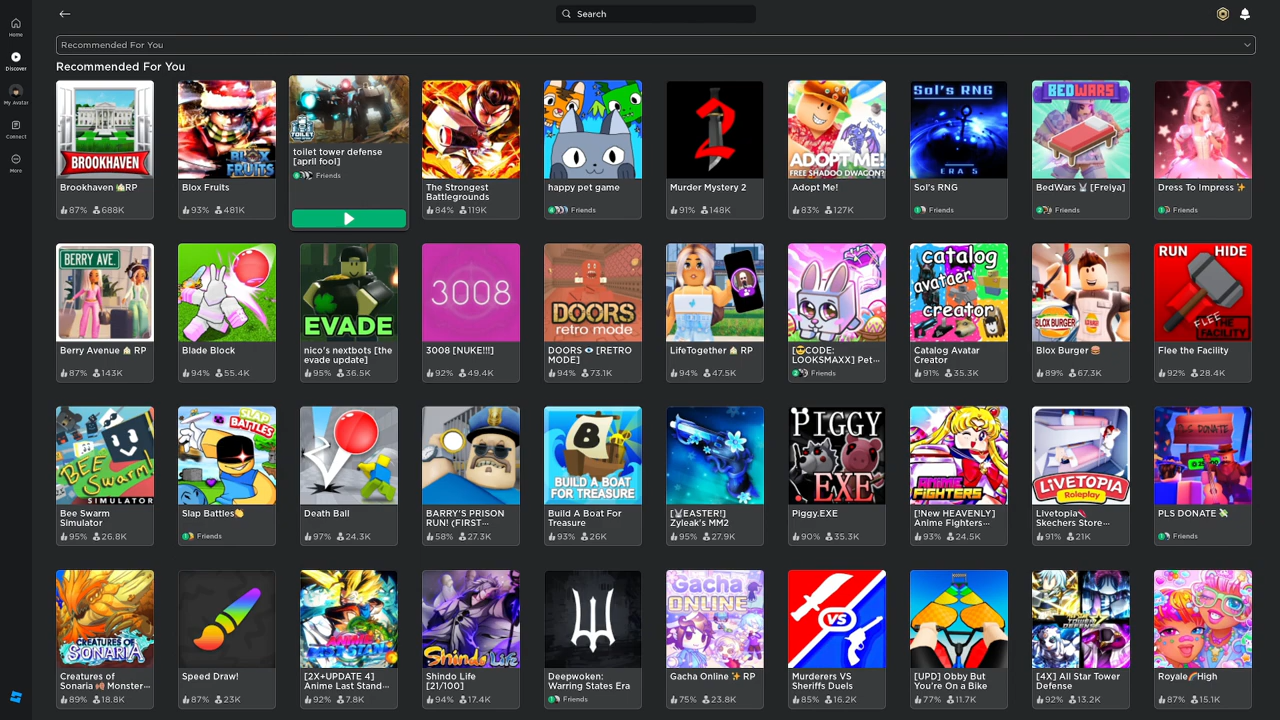 Search
Home
Discover
My Avatar
Connect
More
Recommended For You
Recommended For You
BROOKHAVEN
Brookhaven 🏡RP
87% 688K
BLOX FRUITS
Blox Fruits
93% 481K
TOILET
toilet tower defense
[april fool]
Friends
The Strongest
Battlegrounds
84% 119K
happy pet game
Friends
2
Murder Mystery 2
91% 148K
SCARY
ADOPT ME!
FREE SHADOO DWAGON?
Adopt Me!
83% 127K
Sol's RNG
ERA 5
Sol's RNG
Friends
BEDWARS
BedWars ⚔️ [Freiya]
Friends
Dress To Impress ✨
Friends
BERRY AVE.
Berry Avenue 🏠 RP
87% 143K
Blade Block
94% 55.4K
EVADE
nico's nextbots [the
evade update]
95% 36.5K
3008
3008 [NUKE!!!]
92% 49.4K
DOORS
retro mode
DOORS 👁️ [RETRO
MODE]
94% 73.1K
LifeTogether 🏠 RP
94% 47.5K
[😎CODE:
LOOKSMAXX] Pet...
Friends
catalog
avataer
creator
Catalog Avatar
Creator
91% 35.3K
BLOX BURGER
Blox Burger 🍔
89% 67.3K
RUN HIDE
FLEE
THE
FACILITY
Flee the Facility
92% 28.4K
BEE
Swarm!
SIMULATOR
Bee Swarm
Simulator
95% 26.8K
SLAP
BATTLES
Slap Battles👏
Friends
Death Ball
97% 24.3K
BARRY'S PRISON
RUN! (FIRST...
58% 27.3K
B
BUILD A BOAT
FOR TREASURE
Build A Boat For
Treasure
93% 26K
[🐰EASTER!]
Zyleak's MM2
95% 27.9K
PIGGY
EXE
Piggy.EXE
90% 35.3K
ANIME
FIGHTERS
[!New HEAVENLY]
Anime Fighters...
93% 24.5K
LIVETOPIA
Roleplay
Livetopia
Skechers Store...
91% 21K
PLS DONATE
PLS DONATE 💸
Friends
CREATURES OF
SONARIA
Creatures of
Sonaria Monster...
89% 18.8K
Speed Draw!
87% 23K
[2X+UPDATE 4]
Anime Last Stand...
92% 7.8K
Shindo Life
Shindo Life
[21/100]
94% 17.4K
Deepwoken:
Warring States Era
Friends
Gacha
ONLINE
Gacha Online ✨ RP
75% 23.8K
VS
Murderers VS
Sheriffs Duels
85% 16.2K
[UPD] Obby But
You're On a Bike
77% 11.7K
TOWER
DEFENSE
[4X] All Star Tower
Defense
92% 13.2K
Royale🌈High
87% 15.1K